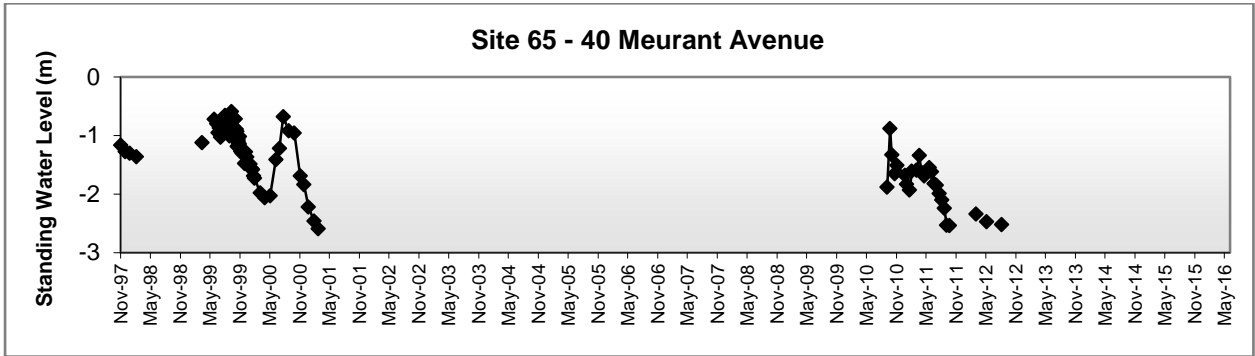 Site 65 - 40 Meurant Avenue
Standing Water Level (m)
0
-1
-2
-3
Nov-97
May-98
Nov-98
May-99
Nov-99
May-00
Nov-00
May-01
Nov-01
May-02
Nov-02
May-03
Nov-03
May-04
Nov-04
May-05
Nov-05
May-06
Nov-06
May-07
Nov-07
May-08
Nov-08
May-09
Nov-09
May-10
Nov-10
May-11
Nov-11
May-12
Nov-12
May-13
Nov-13
May-14
Nov-14
May-15
Nov-15
May-16